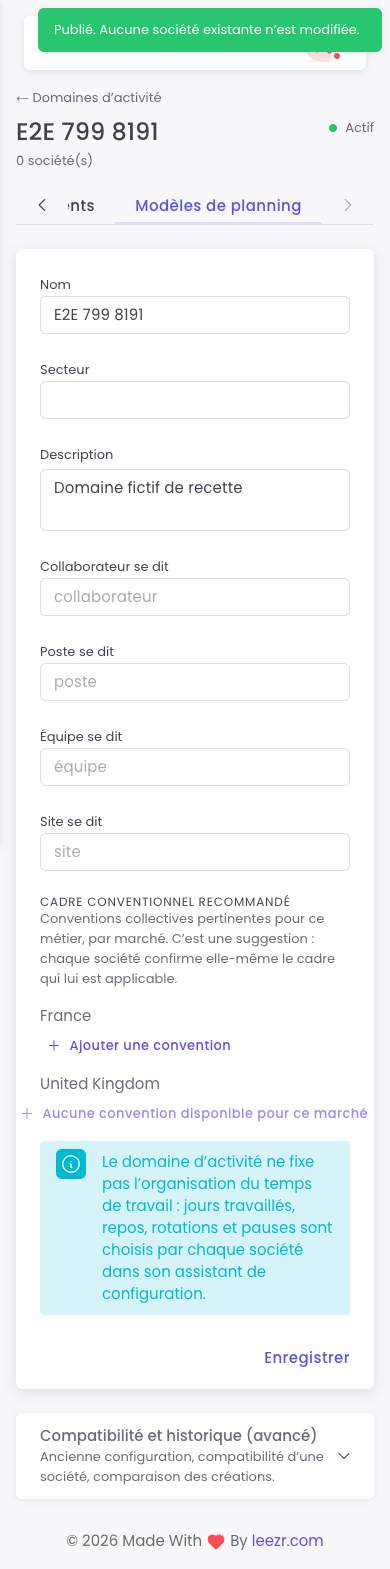 Publié. Aucune société existante n’est modifiée.
← Domaines d’activité
E2E 799 8191
Actif
0 société(s)
nts
Modèles de planning
Nom
E2E 799 8191
Secteur
Description
Domaine fictif de recette
Collaborateur se dit
collaborateur
Poste se dit
poste
Équipe se dit
équipe
Site se dit
site
CADRE CONVENTIONNEL RECOMMANDÉ
Conventions collectives pertinentes pour ce
métier, par marché. C’est une suggestion :
chaque société confirme elle-même le cadre
qui lui est applicable.
France
+ Ajouter une convention
United Kingdom
+ Aucune convention disponible pour ce marché
Le domaine d’activité ne fixe
pas l’organisation du temps
de travail : jours travaillés,
repos, rotations et pauses sont
choisis par chaque société
dans son assistant de
configuration.
Enregistrer
Compatibilité et historique (avancé)
Ancienne configuration, compatibilité d’une
société, comparaison des créations.
© 2026 Made With ❤ By leezr.com